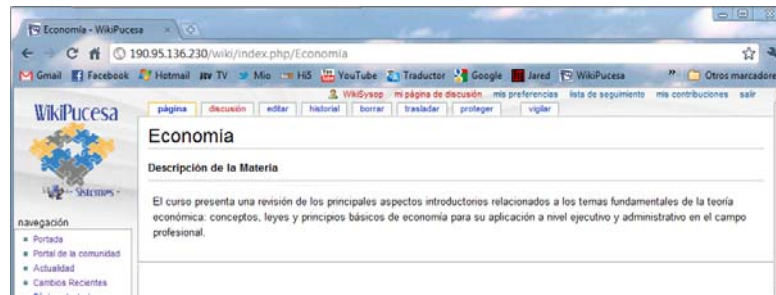 Economía - WikiPucesa
190.95.136.230/wiki/index.php/Economía
Gmail Facebook Hotmail TV Mio Hi5 YouTube Traductor Google Jared WikiPucesa » Otros marcadore
WikiSysop mi página de discusión mis preferencias lista de seguimiento mis contribuciones salir
WikiPucesa
página discusión editar historial borrar trasladar proteger vigilar
Economía
Descripción de la Materia
El curso presenta una revisión de los principales aspectos introductorios relacionados a los temas fundamentales de la teoría
económica: conceptos, leyes y principios básicos de economía para su aplicación a nivel ejecutivo y administrativo en el campo
profesional.
- Sistemas -
navegación
Portada
Portal de la comunidad
Actualidad
Cambios Recientes